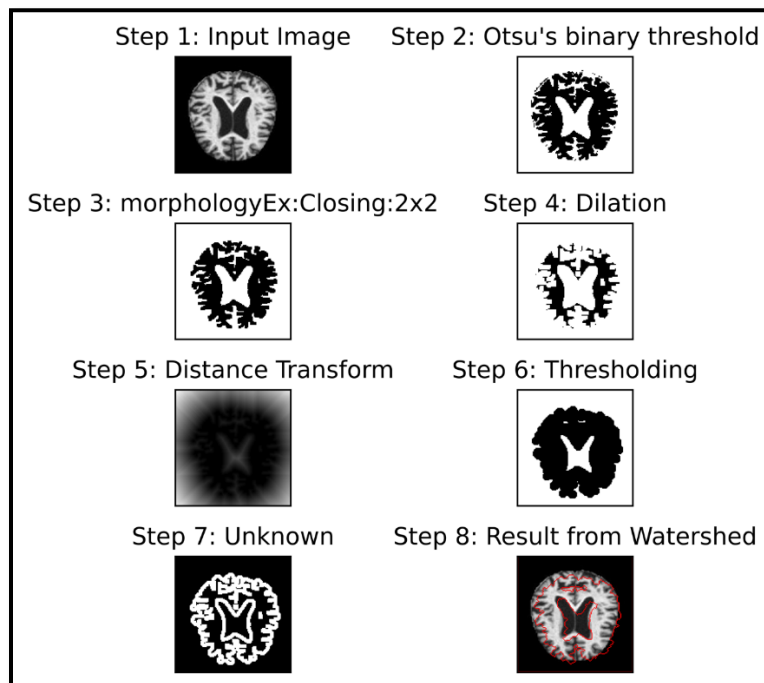 Step 1: Input Image
Step 2: Otsu's binary threshold
Step 3: morphologyEx:Closing:2x2
Step 4: Dilation
Step 5: Distance Transform
Step 6: Thresholding
Step 7: Unknown
Step 8: Result from Watershed